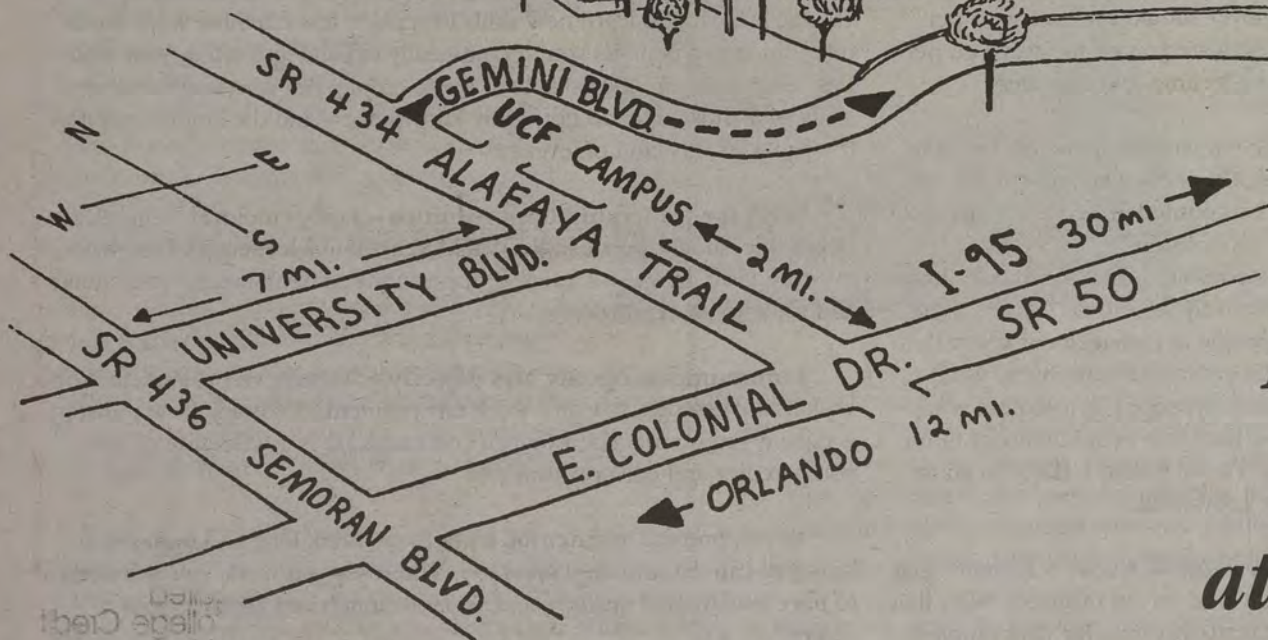 SR 434
GEMINI BLVD.
UCF CAMPUS
ALAFAYA TRAIL
N
E
W
S
7 MI.
2 MI.
UNIVERSITY BLVD.
I-95 30 MI
SR 50
SR 436
SEMORAN BLVD.
E. COLONIAL DR.
ORLANDO 12 MI.
at